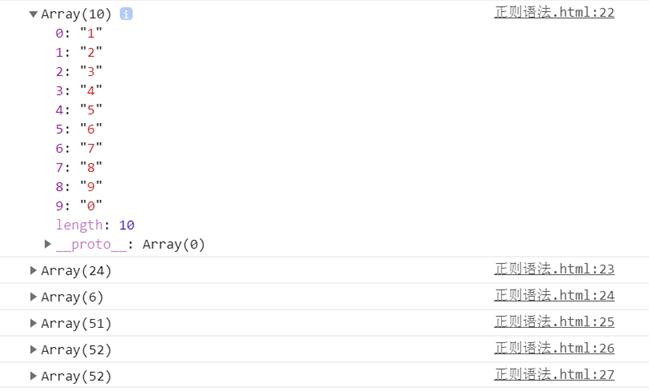 ▼Array(10) i 正则语法.html:22
0: "1"
1: "2"
2: "3"
3: "4"
4: "5"
5: "6"
6: "7"
7: "8"
8: "9"
9: "0"
length: 10
▶__proto__: Array(0)
▶Array(24) 正则语法.html:23
▶Array(6) 正则语法.html:24
▶Array(51) 正则语法.html:25
▶Array(52) 正则语法.html:26
▶Array(52) 正则语法.html:27